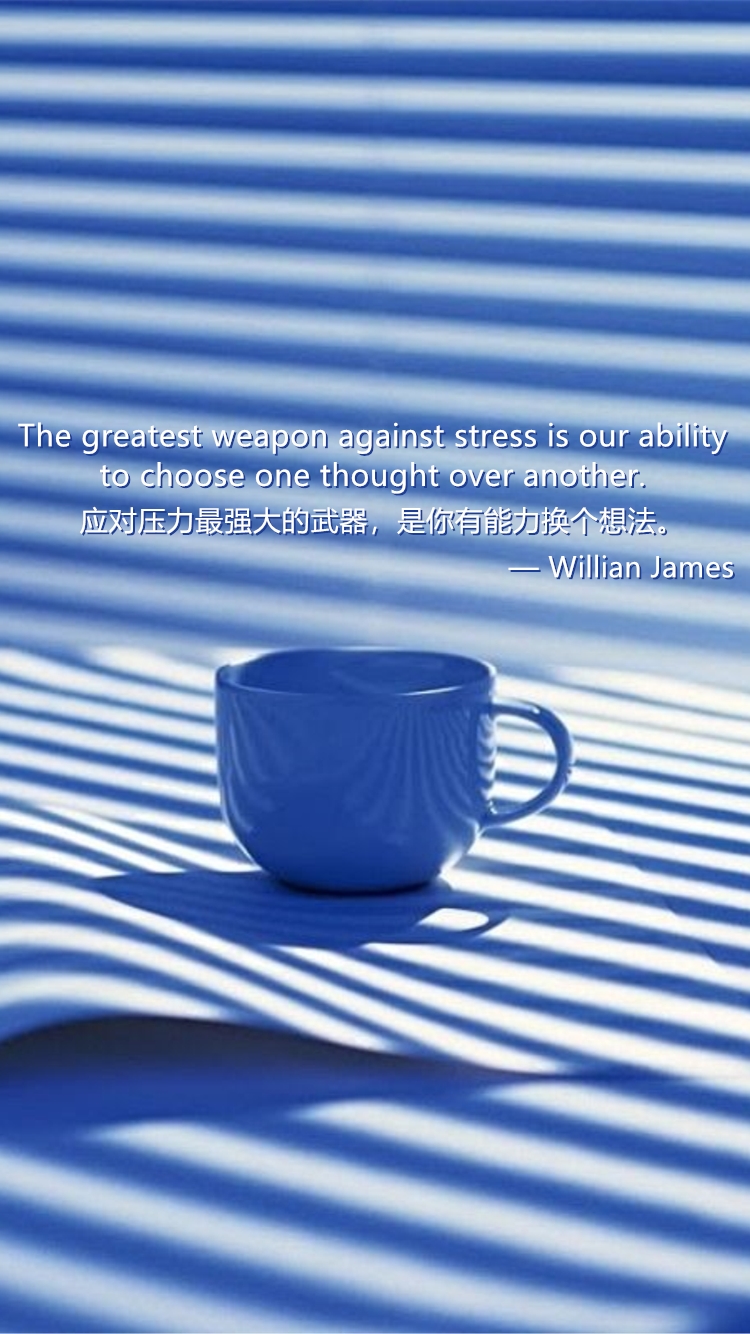 The greatest weapon against stress is our ability
to choose one thought over another.
应对压力最强大的武器，是你有能力换个想法。
— Willian James